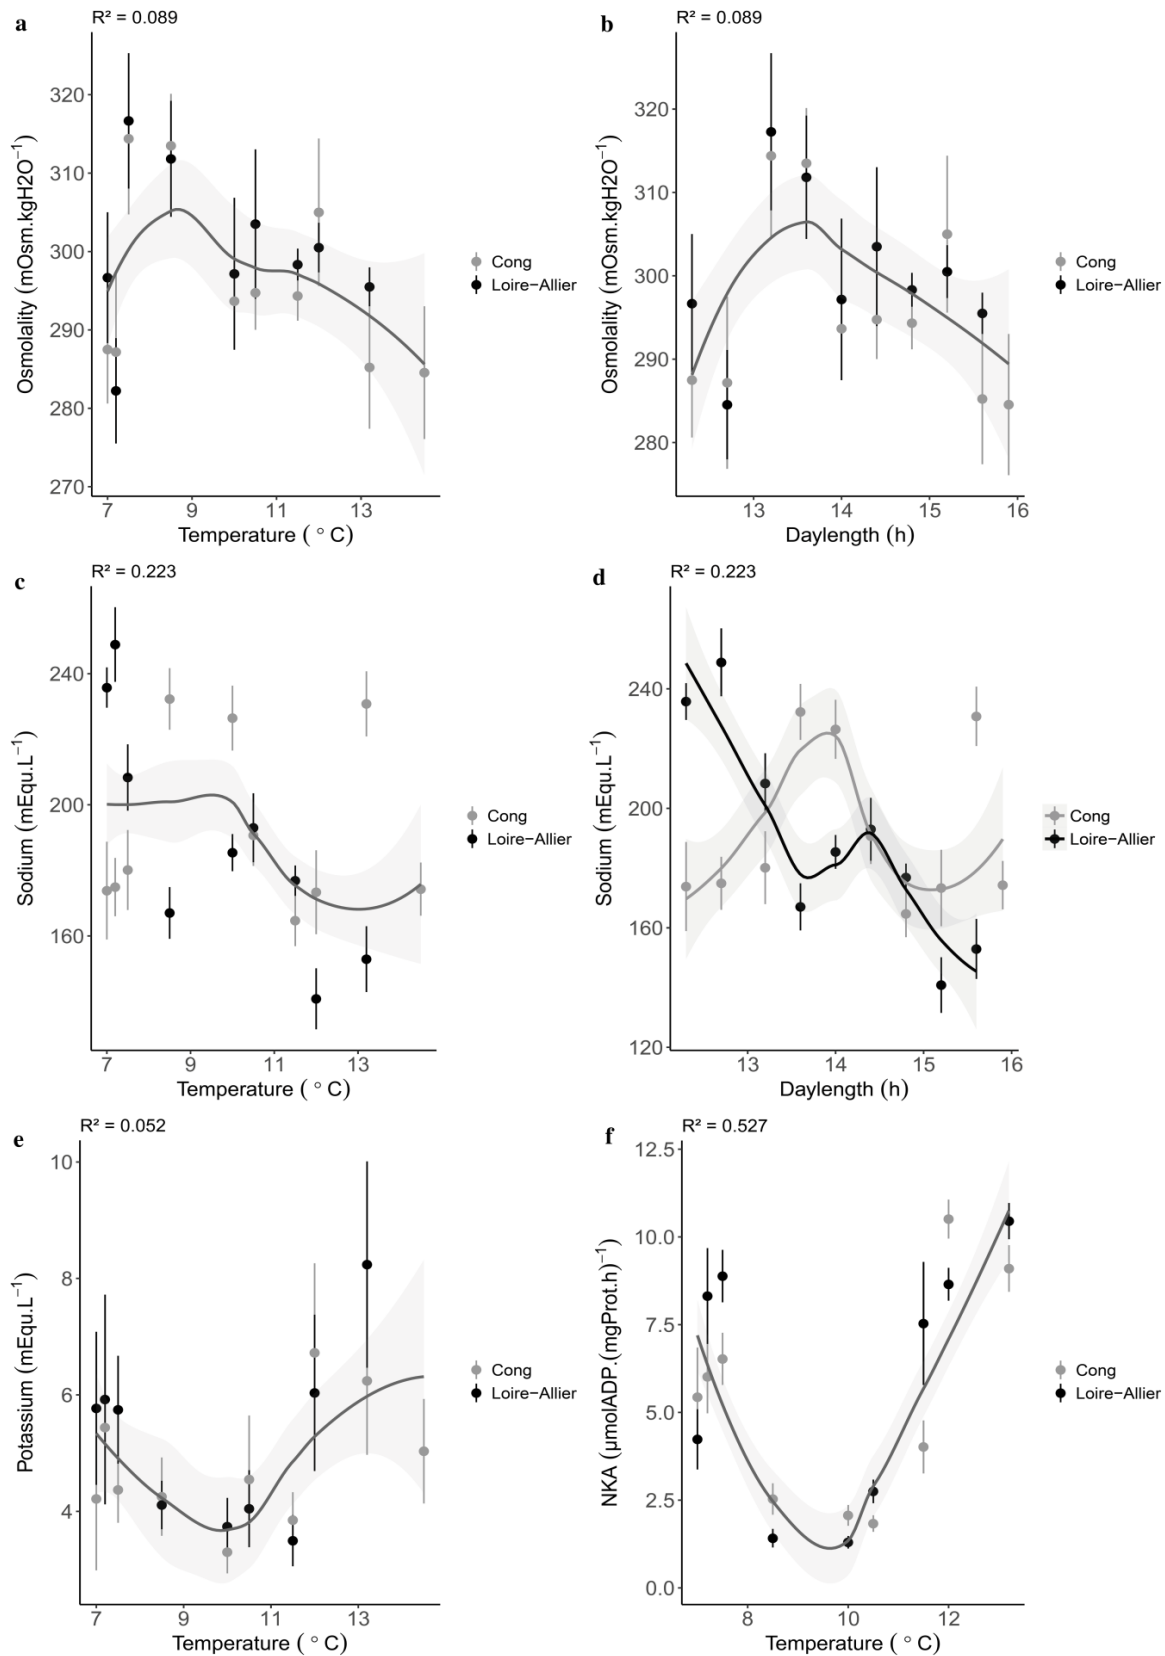 a
R² = 0.089
Osmolality (mOsm.kgH2O⁻¹)
320
310
300
290
280
270
7
9
11
13
Temperature ( ° C)
Cong
Loire−Allier
b
R² = 0.089
Osmolality (mOsm.kgH2O⁻¹)
320
310
300
290
280
13
14
15
16
Daylength (h)
Cong
Loire−Allier
c
R² = 0.223
Sodium (mEqu.L⁻¹)
240
200
160
7
9
11
13
Temperature ( ° C)
Cong
Loire−Allier
d
R² = 0.223
Sodium (mEqu.L⁻¹)
240
200
160
120
13
14
15
16
Daylength (h)
Cong
Loire−Allier
e
R² = 0.052
Potassium (mEqu.L⁻¹)
10
8
6
4
7
9
11
13
Temperature ( ° C)
Cong
Loire−Allier
f
R² = 0.527
NKA (µmolADP.(mgProt.h)⁻¹)
12.5
10.0
7.5
5.0
2.5
0.0
8
10
12
Temperature ( ° C)
Cong
Loire−Allier